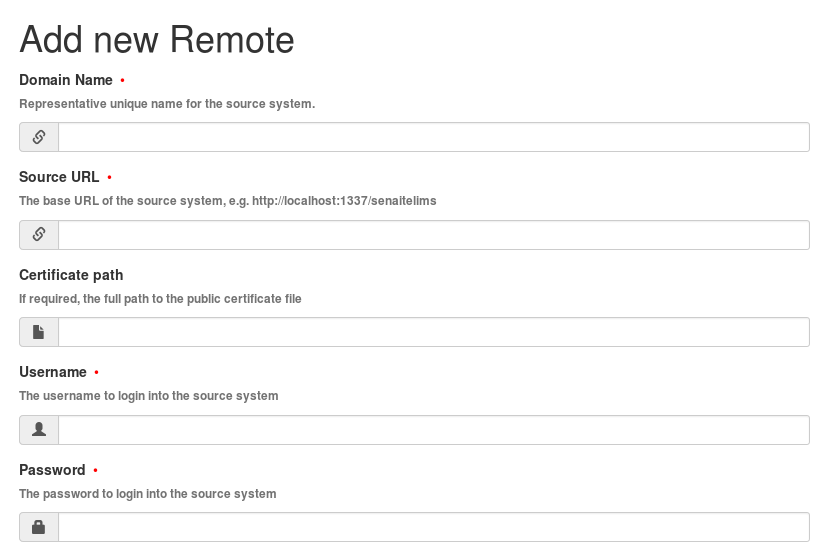 Add new Remote
Domain Name •
Representative unique name for the source system.
Source URL •
The base URL of the source system, e.g. http://localhost:1337/senaitelims
Certificate path
If required, the full path to the public certificate file
Username •
The username to login into the source system
Password •
The password to login into the source system